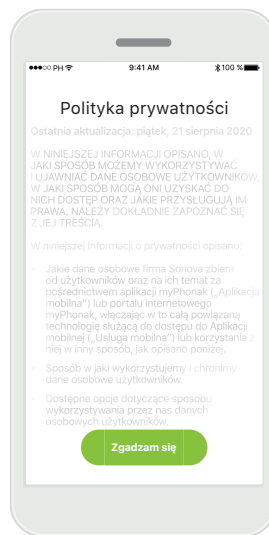 PH
9:41 AM
100 %
Polityka prywatności
Ostatnia aktualizacja: piątek, 21 sierpnia 2020
W NINIEJSZEJ INFORMACJI OPISANO, W
JAKI SPOSÓB MOŻEMY WYKORZYSTYWAĆ
I UJAWNIAĆ DANE OSOBOWE UŻYTKOWNIKÓW,
W JAKI SPOSÓB MOGĄ ONI UZYSKAĆ DO
NICH DOSTĘP ORAZ JAKIE PRZYSŁUGUJĄ IM
PRAWA. NALEŻY DOKŁADNIE ZAPOZNAĆ SIĘ
Z JEJ TREŚCIĄ.
W niniejszej Informacji o prywatności opisano:
- Jakie dane osobowe firma Sonova zbiera
od użytkowników i na ich temat za
pośrednictwem aplikacji myPhonak („Aplikacja
mobilna”) lub portalu internetowego
myPhonak, włączając w to całą powiązaną
technologię służącą do dostępu do Aplikacji
mobilnej („Usługa mobilna”) lub korzystania z
niej w inny sposób, jak opisano poniżej.
- Sposób w jaki wykorzystujemy i chronimy
dane osobowe użytkowników.
- Dostępne opcje dotyczące sposobu
wykorzystywania przez nas danych
osobowych użytkowników,
Zgadzam się